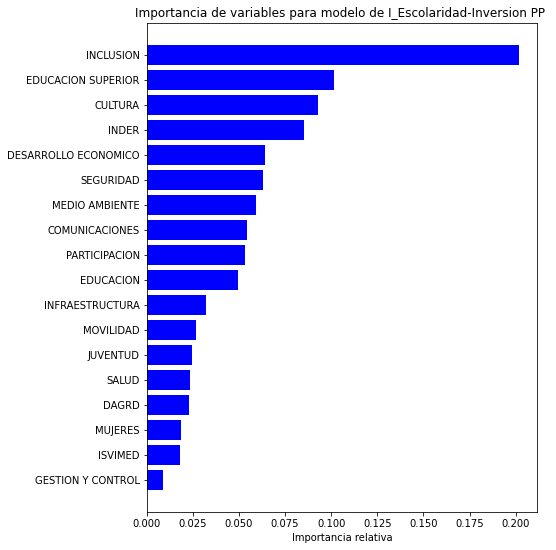 Importancia de variables para modelo de I_Escolaridad-Inversion PP
INCLUSION
EDUCACION SUPERIOR
CULTURA
INDER
DESARROLLO ECONOMICO
SEGURIDAD
MEDIO AMBIENTE
COMUNICACIONES
PARTICIPACION
EDUCACION
INFRAESTRUCTURA
MOVILIDAD
JUVENTUD
SALUD
DAGRD
MUJERES
ISVIMED
GESTION Y CONTROL
0.000 0.025 0.050 0.075 0.100 0.125 0.150 0.175 0.200
Importancia relativa